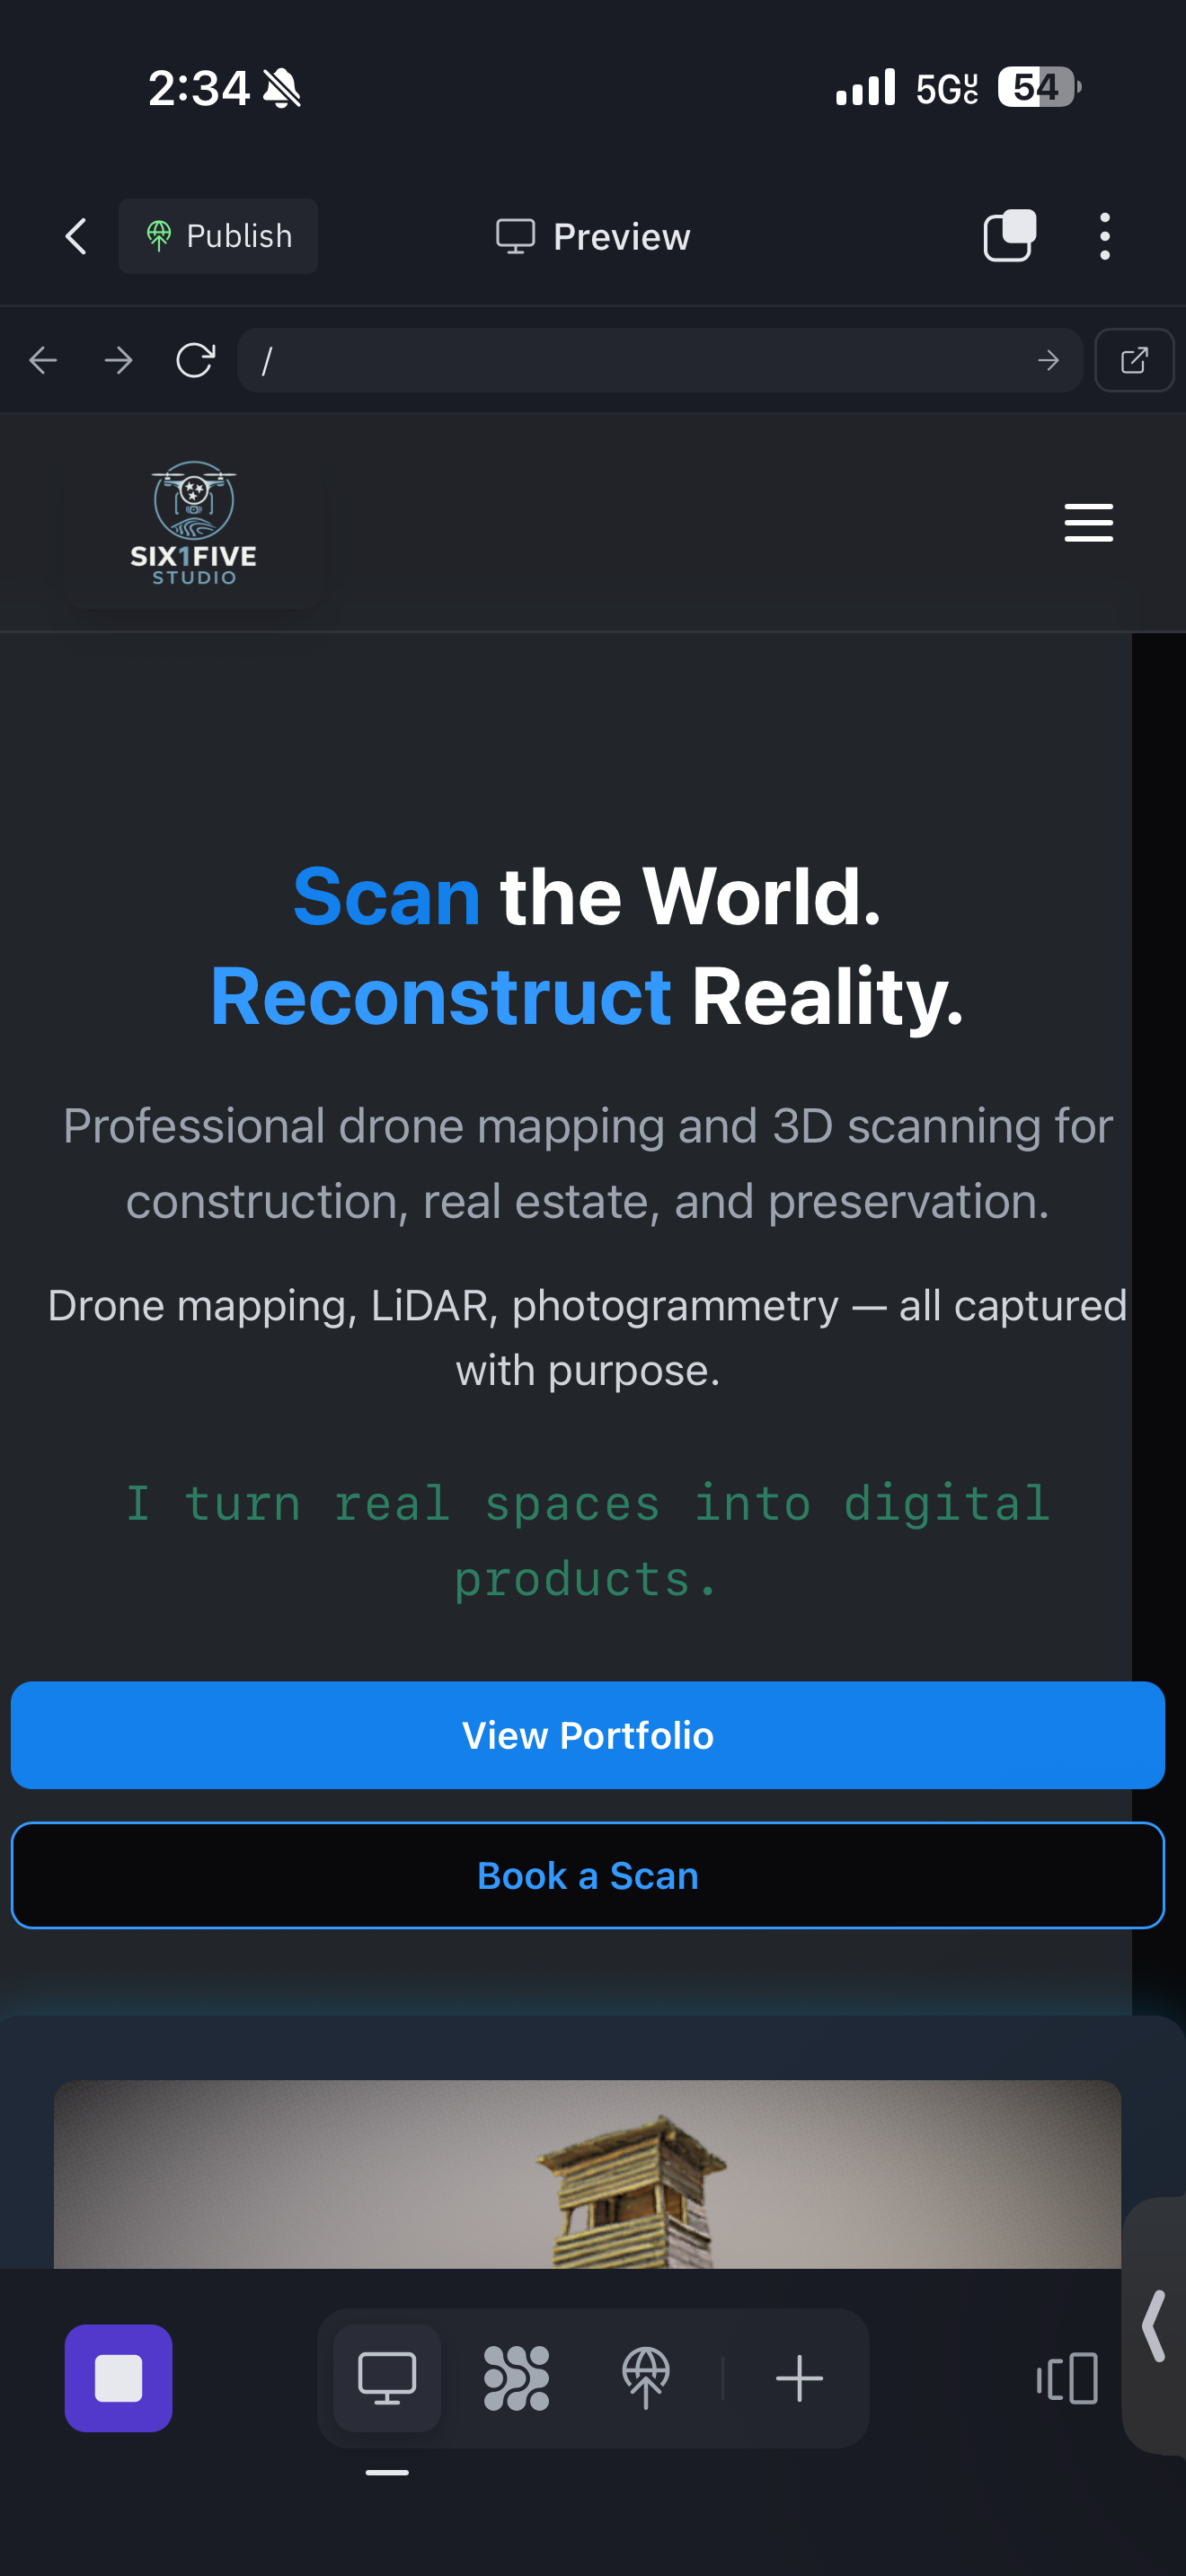 2:34
5G UC
54
Publish
Preview
/
SIX1FIVE
STUDIO
Scan the World.
Reconstruct Reality.
Professional drone mapping and 3D scanning for
construction, real estate, and preservation.
Drone mapping, LiDAR, photogrammetry — all captured
with purpose.
I turn real spaces into digital
products.
View Portfolio
Book a Scan